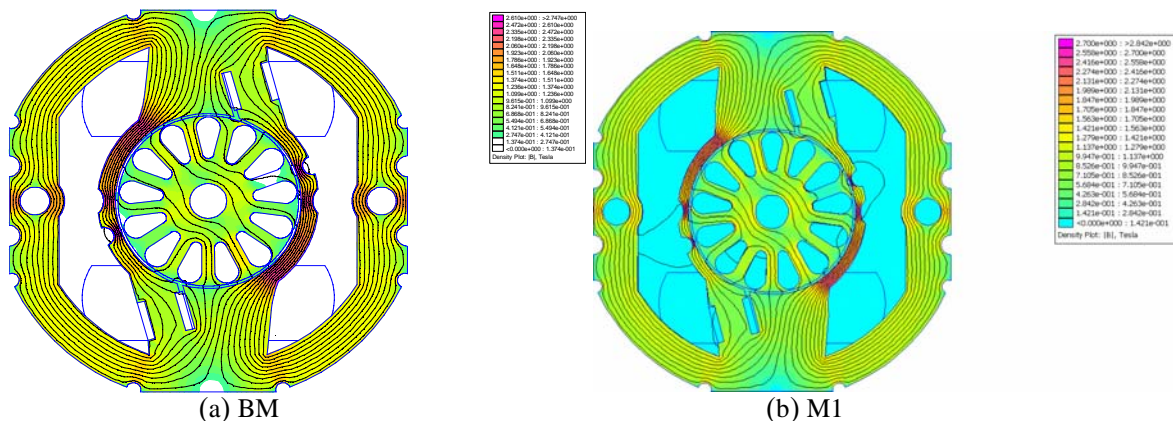 2.610e+000 : >2.747e+000
2.472e+000 : 2.610e+000
2.335e+000 : 2.472e+000
2.198e+000 : 2.335e+000
2.060e+000 : 2.198e+000
1.923e+000 : 2.060e+000
1.786e+000 : 1.923e+000
1.648e+000 : 1.786e+000
1.511e+000 : 1.648e+000
1.374e+000 : 1.511e+000
1.236e+000 : 1.374e+000
1.099e+000 : 1.236e+000
9.615e-001 : 1.099e+000
8.241e-001 : 9.615e-001
6.868e-001 : 8.241e-001
5.494e-001 : 6.868e-001
4.121e-001 : 5.494e-001
2.747e-001 : 4.121e-001
1.374e-001 : 2.747e-001
<0.000e+000 : 1.374e-001
Density Plot: |B|, Tesla
(a) BM
2.700e+000 : >2.842e+000
2.558e+000 : 2.700e+000
2.416e+000 : 2.558e+000
2.274e+000 : 2.416e+000
2.131e+000 : 2.274e+000
1.989e+000 : 2.131e+000
1.847e+000 : 1.989e+000
1.705e+000 : 1.847e+000
1.563e+000 : 1.705e+000
1.421e+000 : 1.563e+000
1.279e+000 : 1.421e+000
1.137e+000 : 1.279e+000
9.947e-001 : 1.137e+000
8.526e-001 : 9.947e-001
7.105e-001 : 8.526e-001
5.684e-001 : 7.105e-001
4.263e-001 : 5.684e-001
2.842e-001 : 4.263e-001
1.421e-001 : 2.842e-001
<0.000e+000 : 1.421e-001
Density Plot: |B|, Tesla
(b) M1